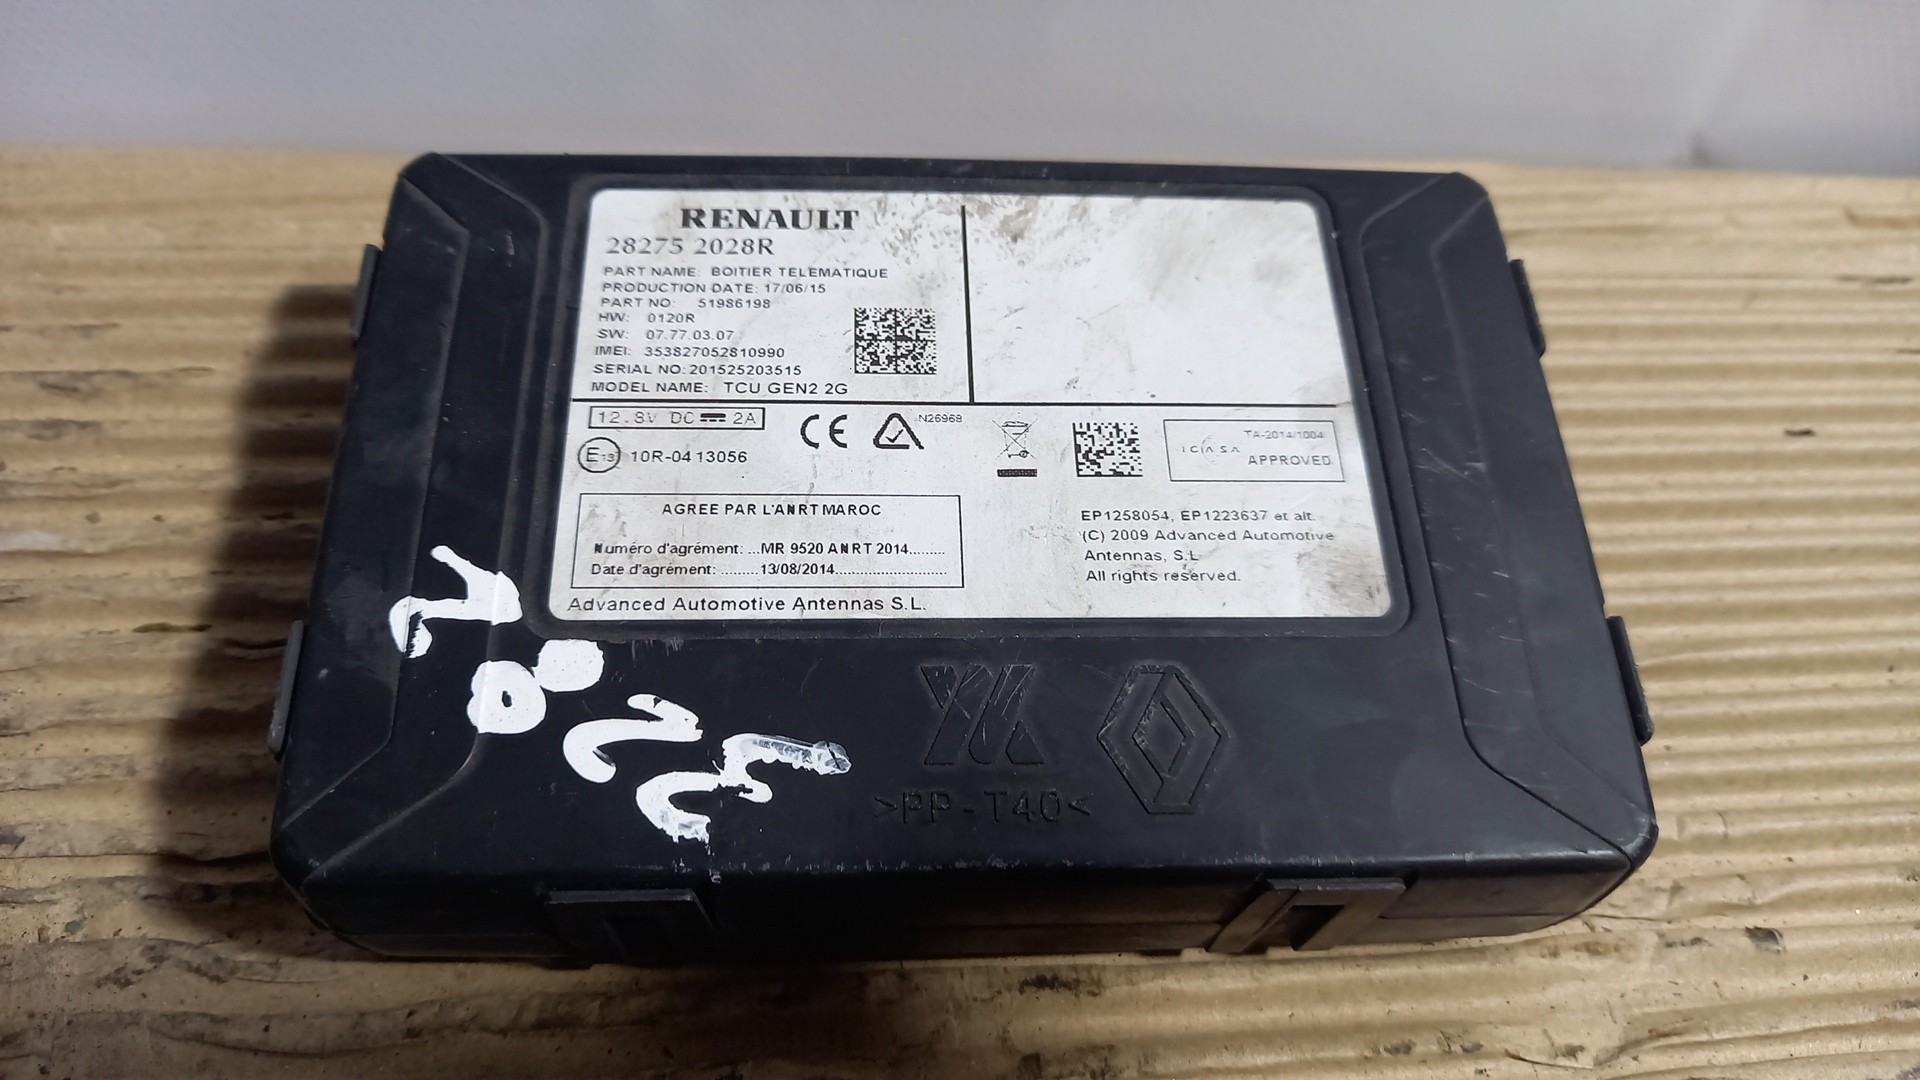 RENAULT
28275 2028R
PART NAME: BOITIER TELEMATIQUE
PRODUCTION DATE: 17/06/15
PART NO: 51986198
HW: 0120R
SW: 07.77.03.07
IMEI: 353827052810990
SERIAL NO: 201525203515
MODEL NAME: TCU GEN2 2G
12.8V DC 2A
CE
N26969
E13 10R-04 13056
TA-2014/1004
ICASA
APPROVED
AGREE PAR L'ANRT MAROC
Numéro d'agrément: ...MR 9520 ANRT 2014.........
Date d'agrément: .........13/08/2014...........................
Advanced Automotive Antennas S.L.
EP1258054, EP1223637 et alt.
(C) 2009 Advanced Automotive
Antennas, S.L
All rights reserved.
>PP-T40<